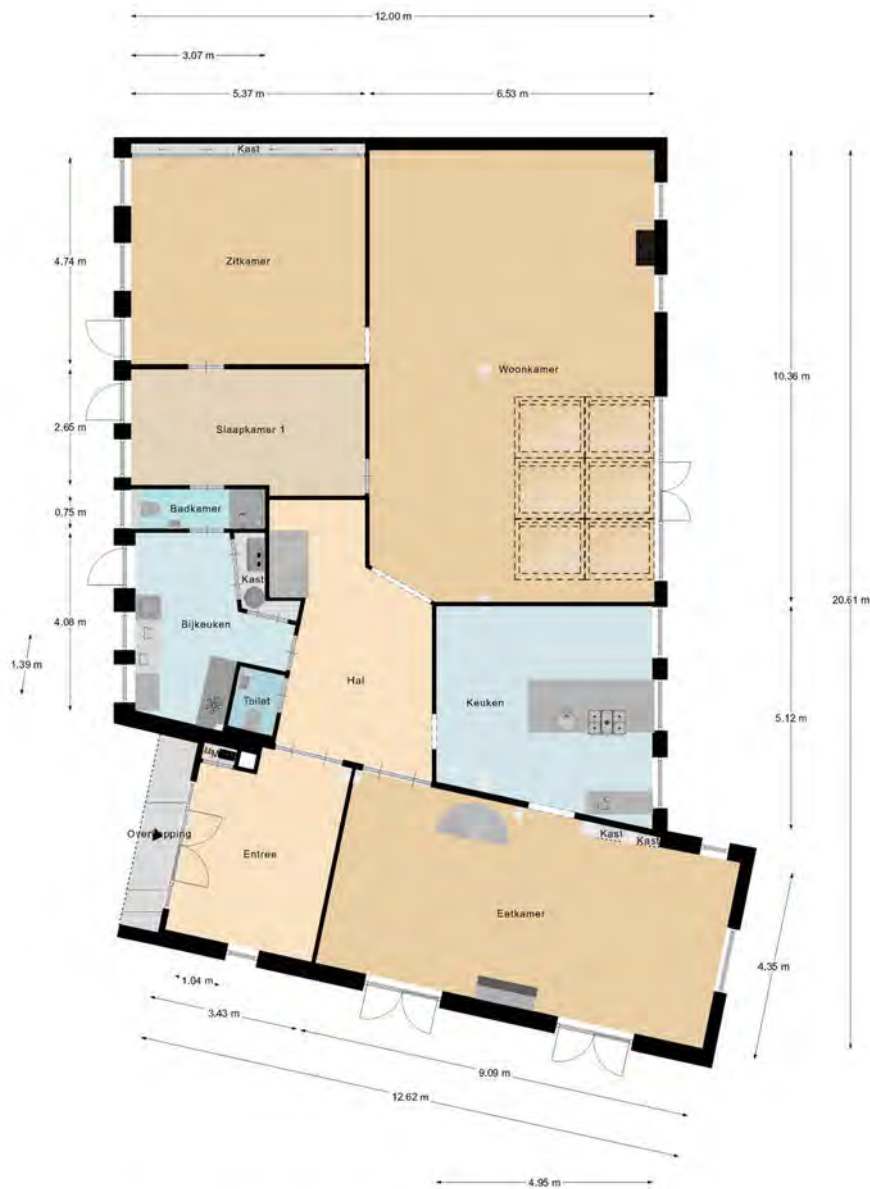 12.00 m
3.07 m
5.37 m
6.53 m
Kast
4.74 m
Zitkamer
Woonkamer
10.36 m
2.65 m
Slaapkamer 1
0.75 m
Badkamer
Kast
4.08 m
Bijkeuken
20.61 m
1.39 m
Hal
Toilet
Keuken
5.12 m
Overkapping
Kast
Kast
Entree
Eetkamer
4.35 m
1.04 m
3.43 m
9.09 m
12.62 m
4.95 m